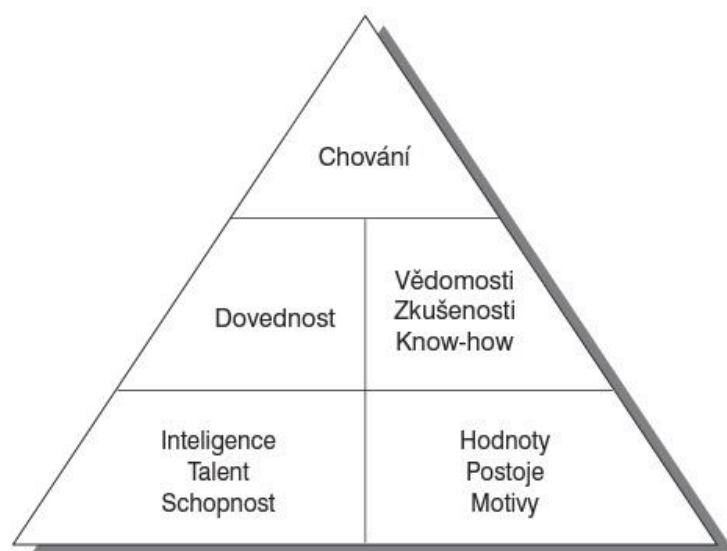 Chování
Dovednost
Vědomosti
Zkušenosti
Know-how
Inteligence
Talent
Schopnost
Hodnoty
Postoje
Motivy